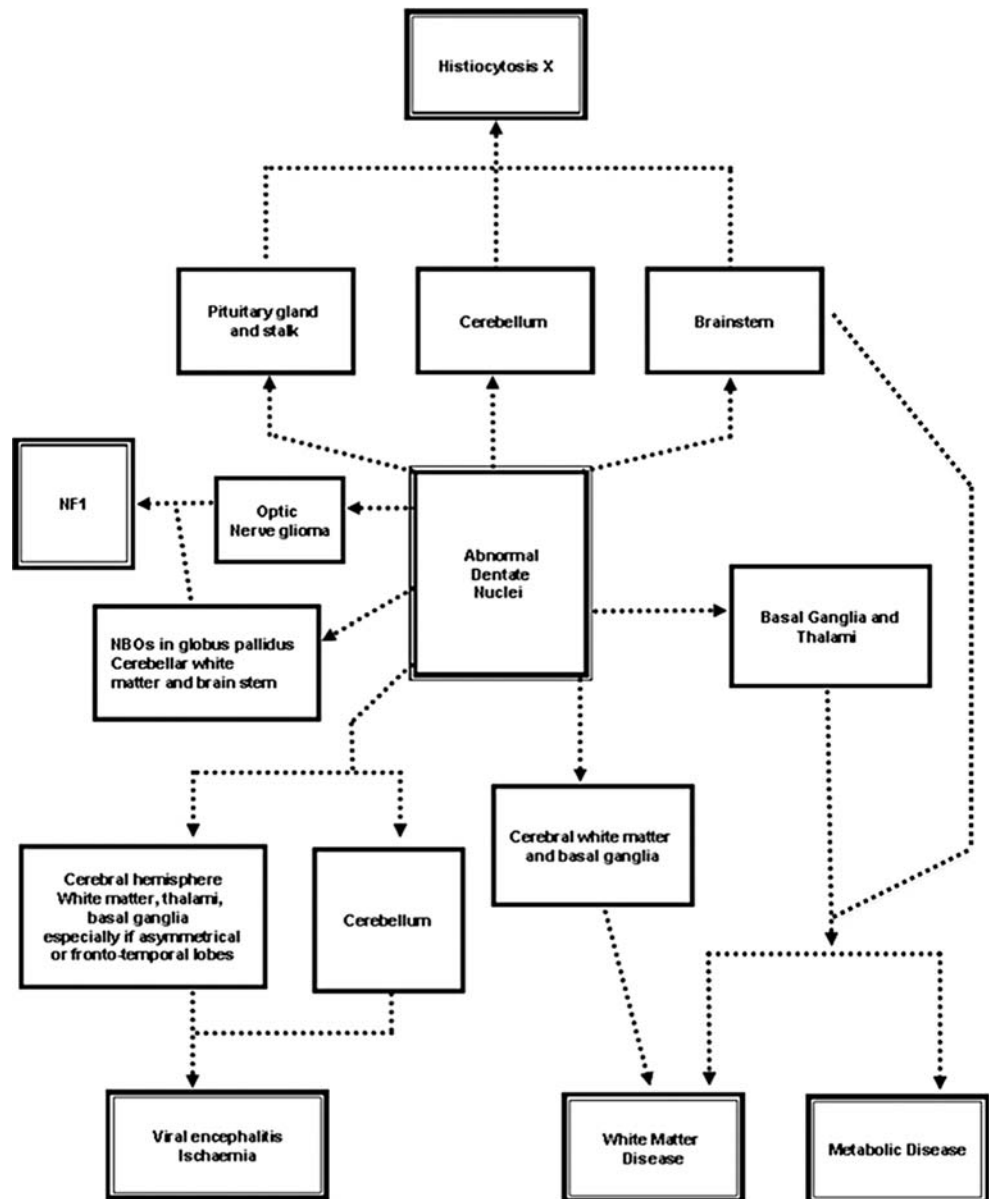 Histiocytosis X
Pituitary gland
and stalk
Cerebellum
Brainstem
NF1
Optic
Nerve glioma
Abnormal
Dentate
Nuclei
Basal Ganglia and
Thalami
NBOs in globus pallidus
Cerebellar white
matter and brain stem
Cerebral white matter
and basal ganglia
Cerebral hemisphere
White matter, thalami,
basal ganglia
especially if asymmetrical
or fronto-temporal lobes
Cerebellum
Viral encephalitis
Ischaemia
White Matter
Disease
Metabolic Disease